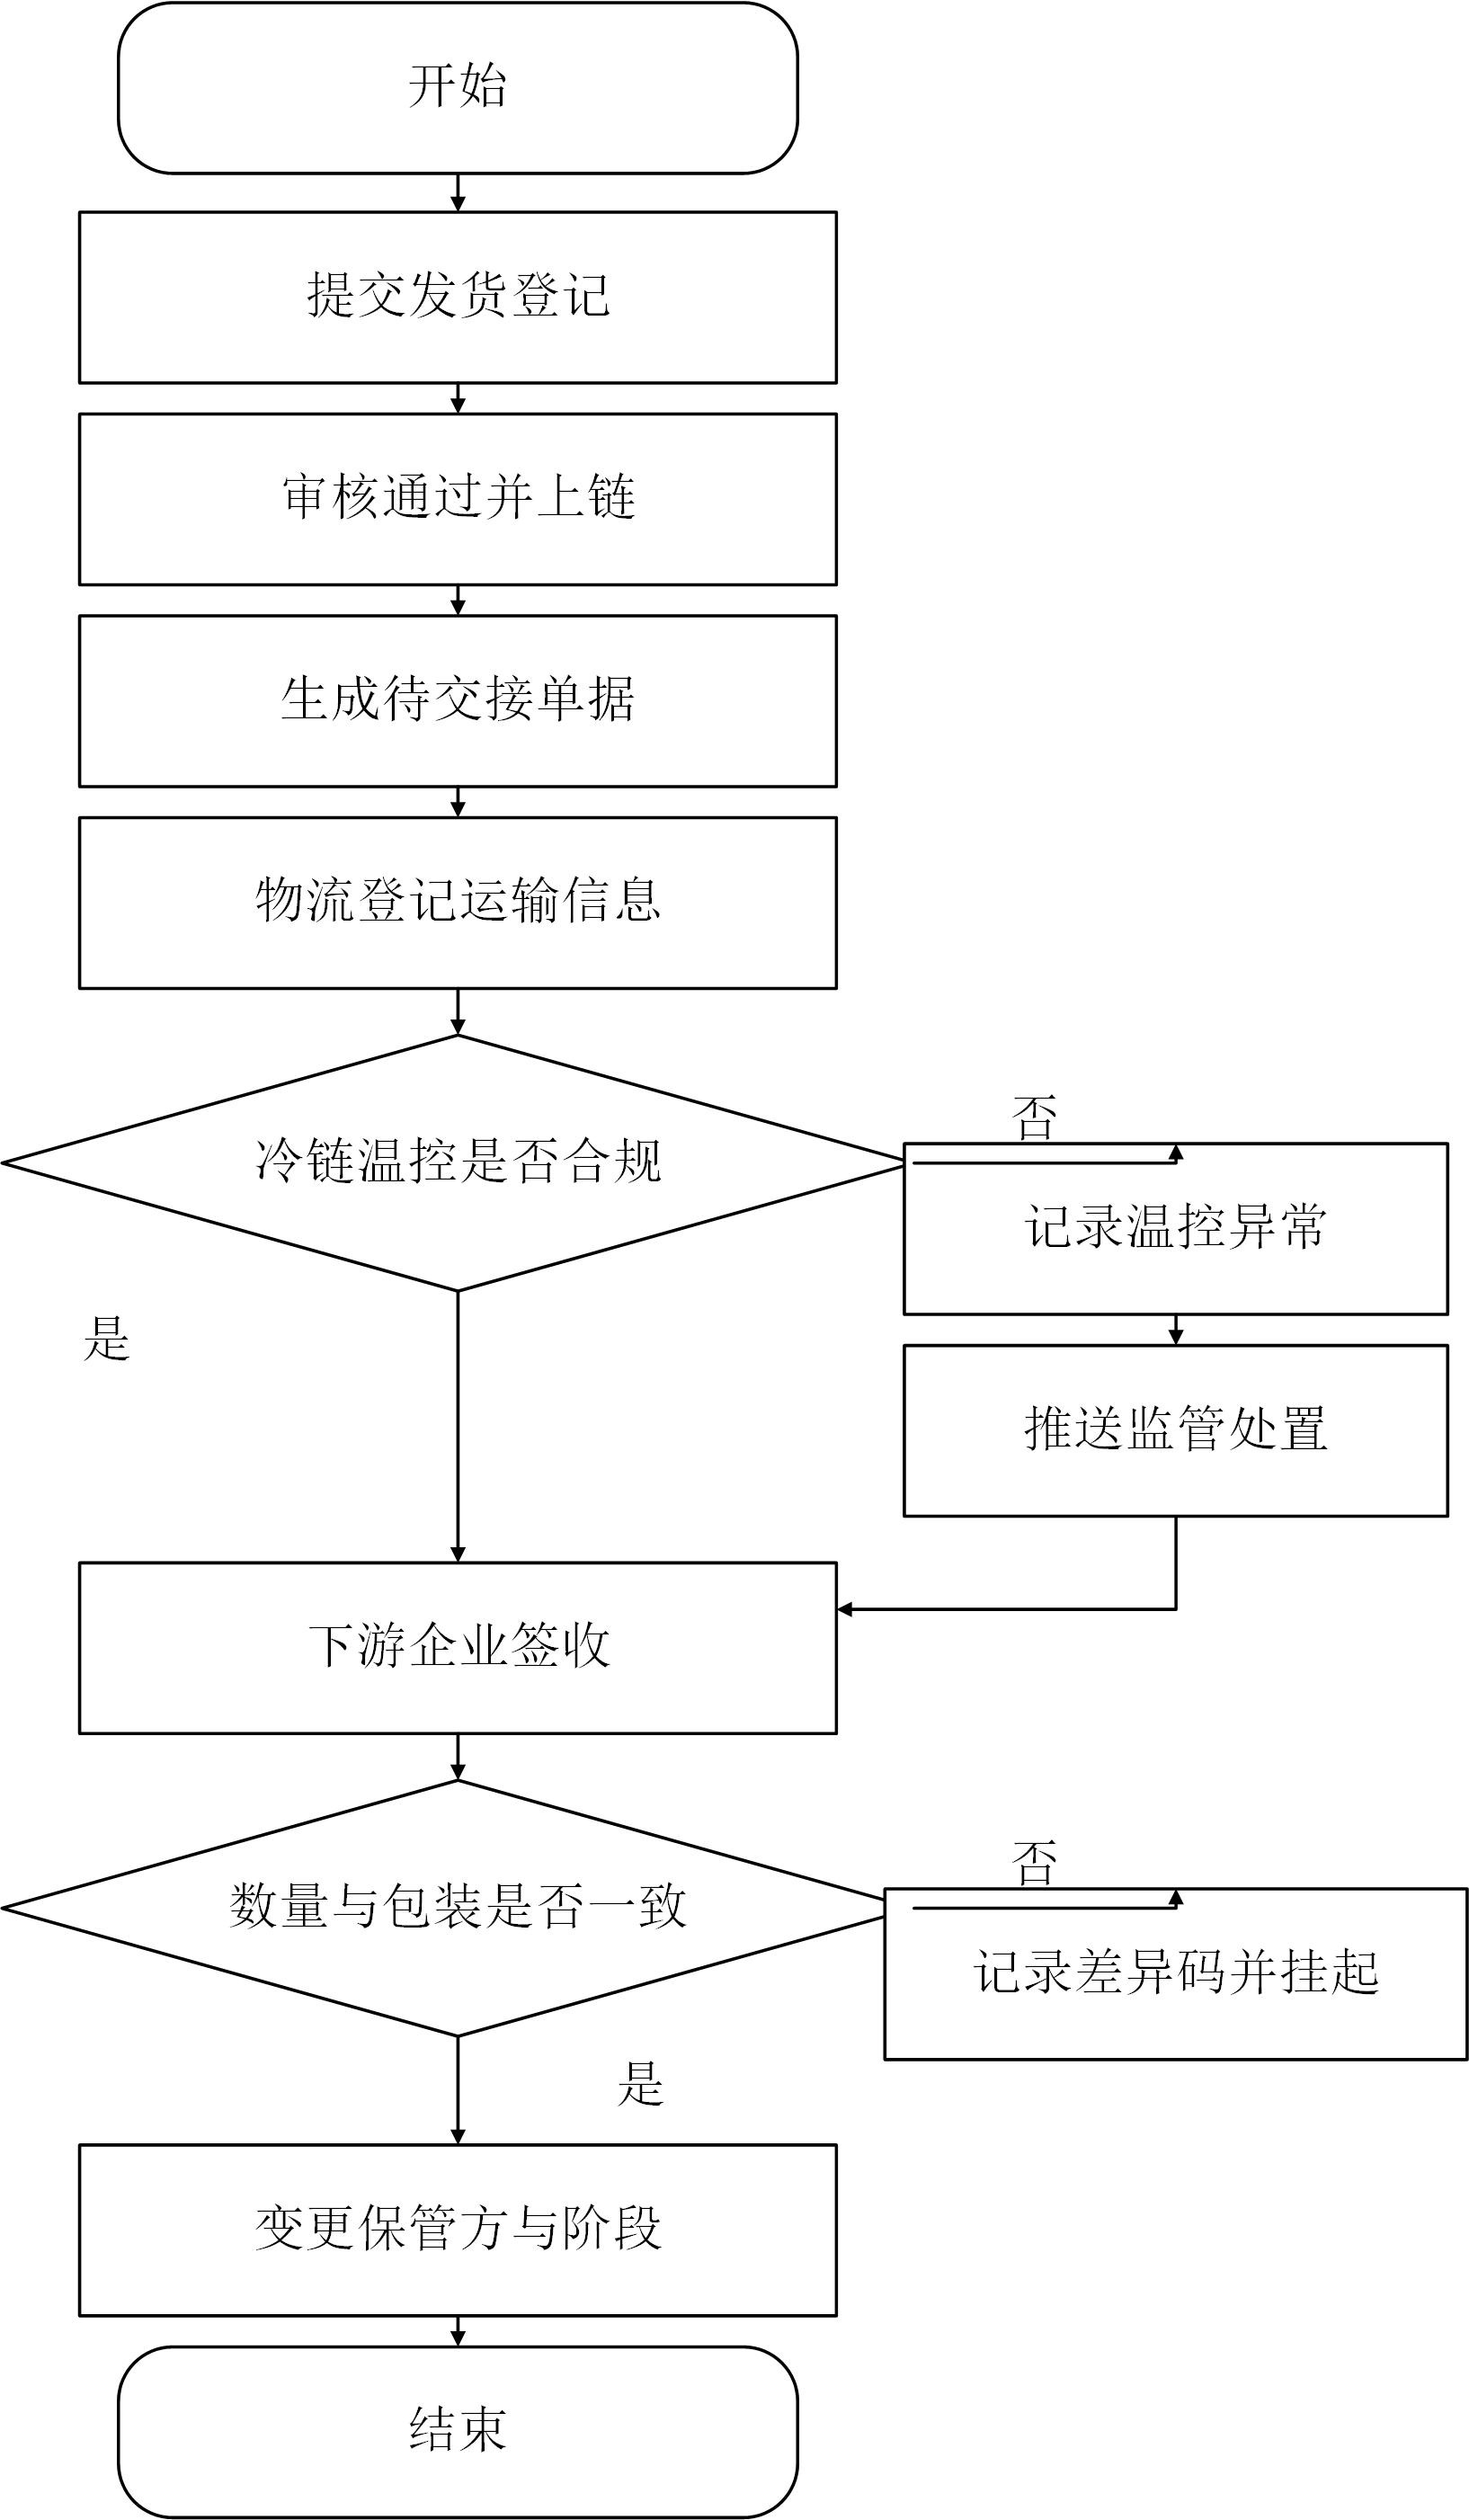 开始
提交发货登记
审核通过并上链
生成待交接单据
物流登记运输信息
冷链温控是否合规
否
记录温控异常
是
推送监管处置
下游企业签收
数量与包装是否一致
否
记录差异码并挂起
是
变更保管方与阶段
结束